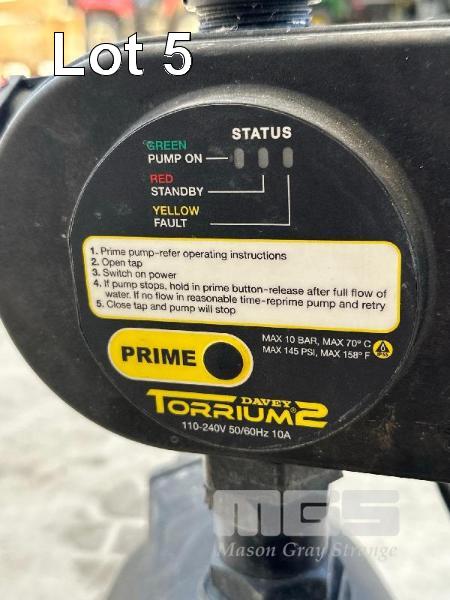 Lot 5
STATUS
GREEN
PUMP ON
RED
STANDBY
YELLOW
FAULT
1. Prime pump-refer operating instructions
2. Open tap
3. Switch on power
4. If pump stops, hold in prime button-release after full flow of
water. If no flow in reasonable time-reprime pump and retry
5. Close tap and pump will stop
PRIME
MAX 10 BAR, MAX 70° C
MAX 145 PSI, MAX 158° F
DAVEY
TORRIUM®2
110-240V 50/60Hz 10A
MGS
Mason Gray Strange